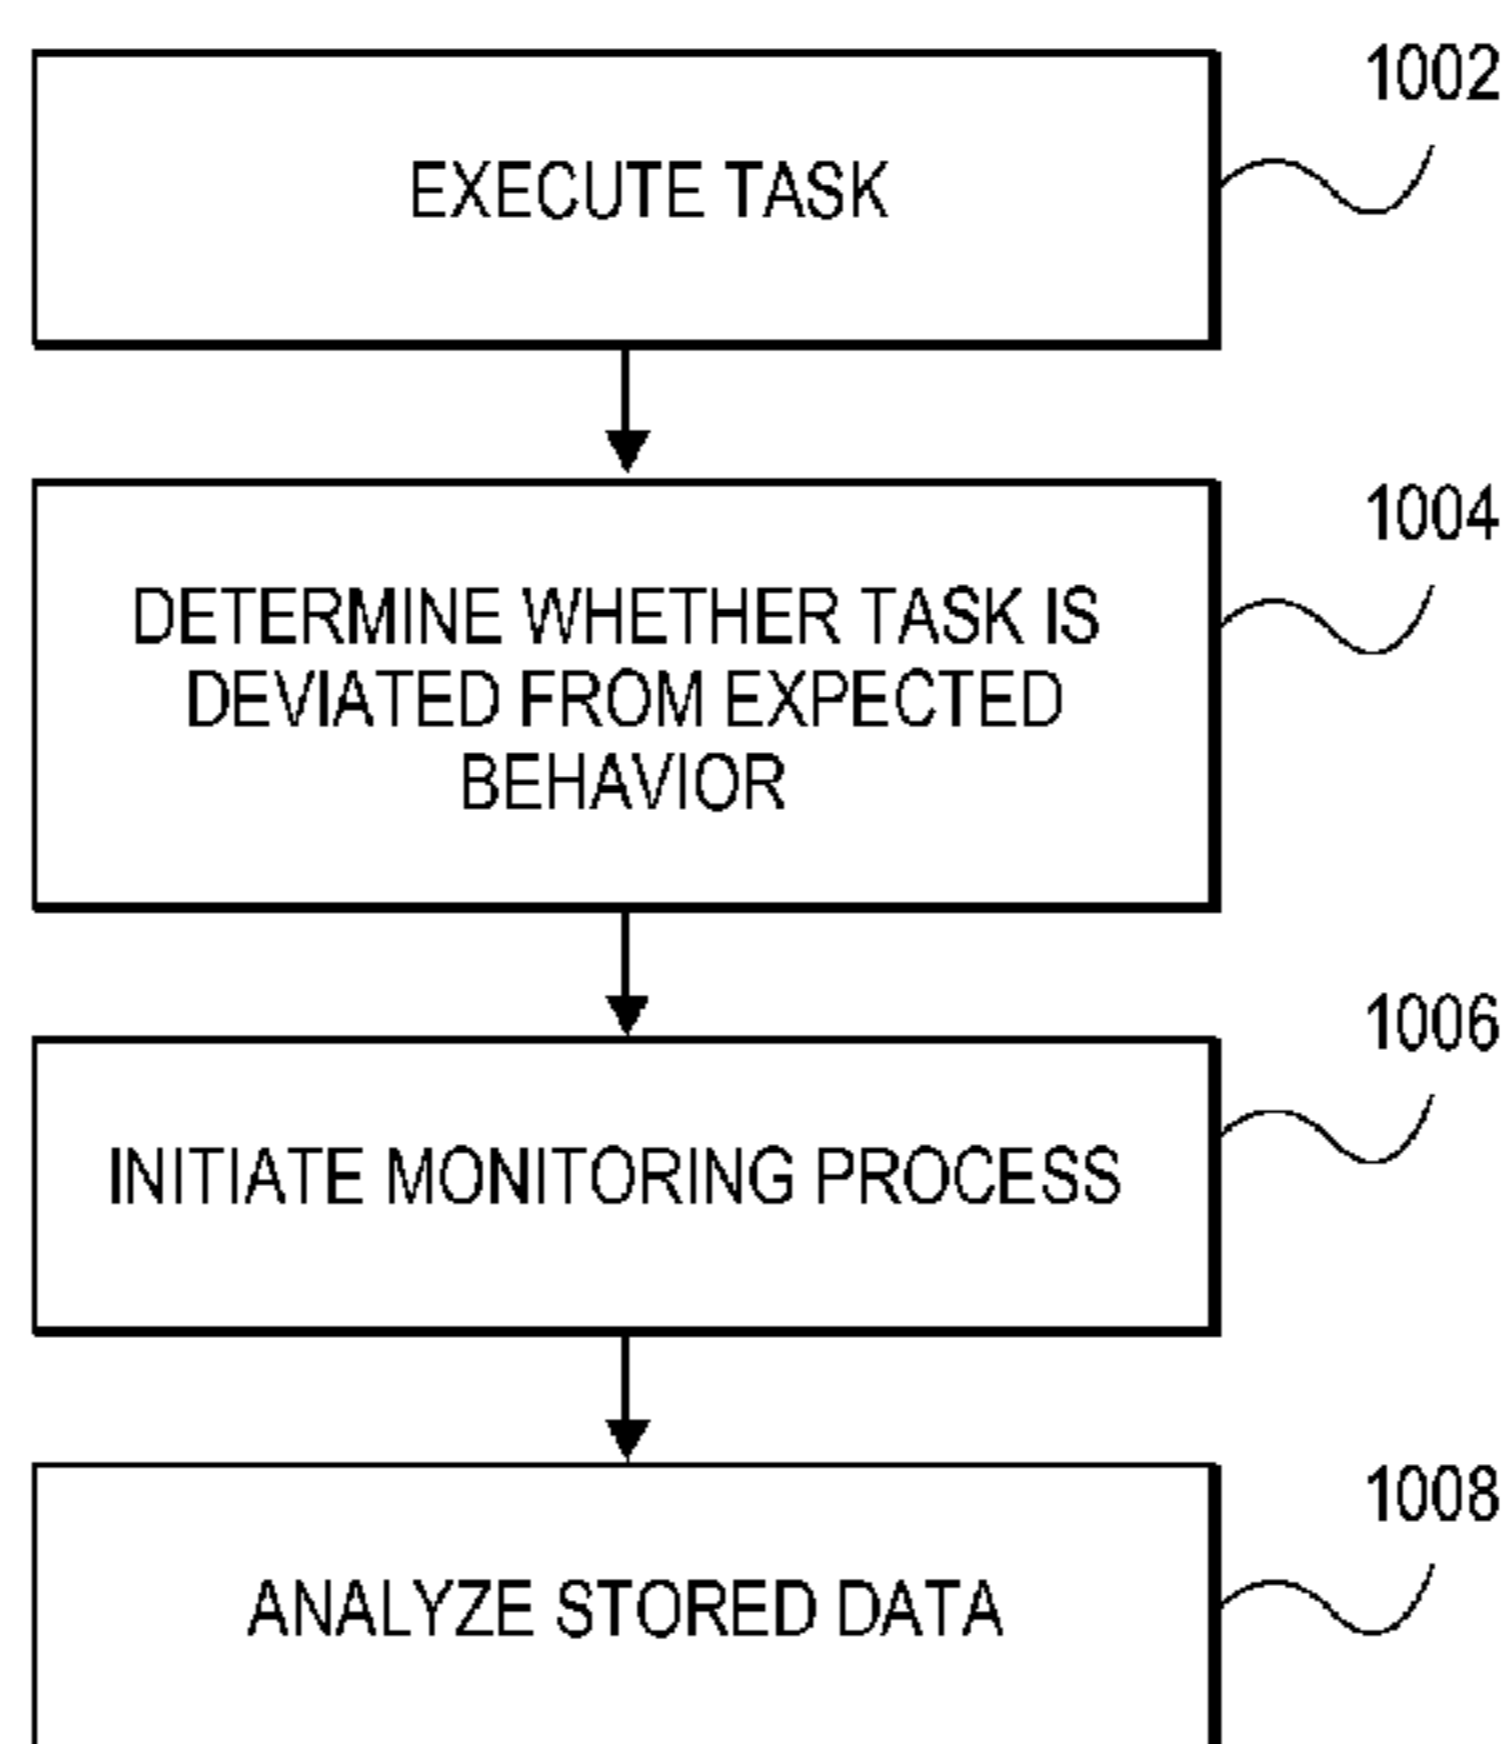 1002
EXECUTE TASK
1004
DETERMINE WHETHER TASK IS
DEVIATED FROM EXPECTED
BEHAVIOR
1006
INITIATE MONITORING PROCESS
1008
ANALYZE STORED DATA